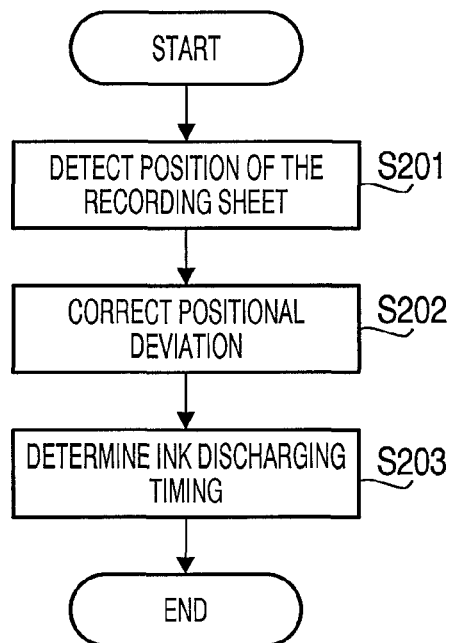 START
DETECT POSITION OF THE
RECORDING SHEET
S201
CORRECT POSITIONAL
DEVIATION
S202
DETERMINE INK DISCHARGING
TIMING
S203
END